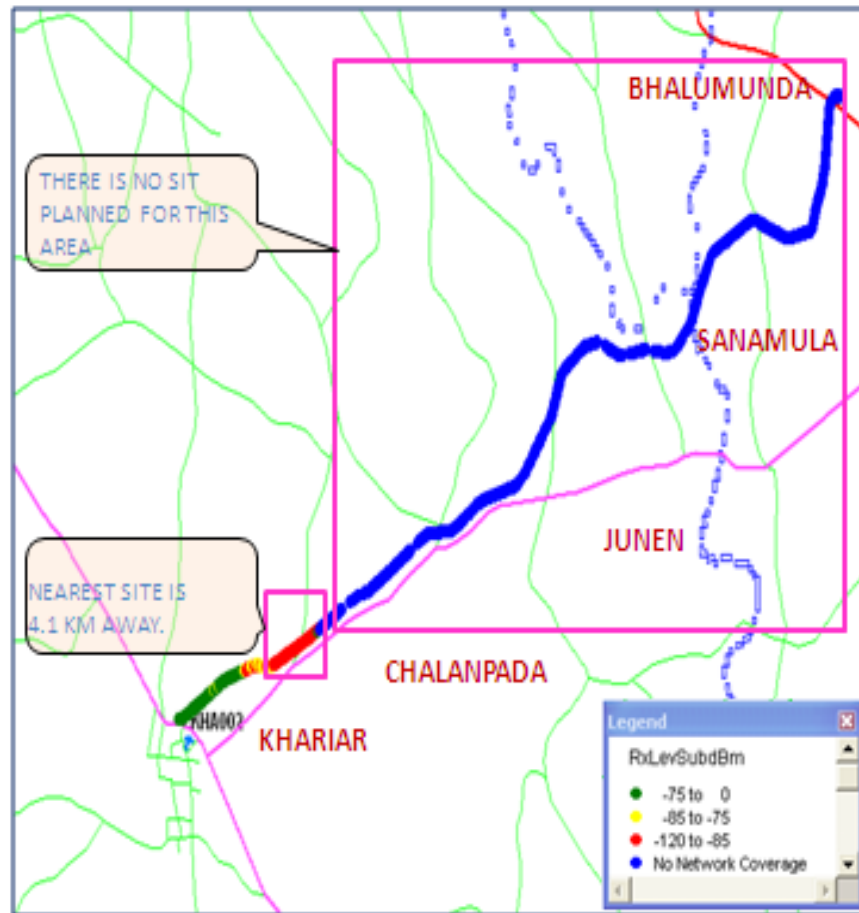 BHALUMUNDA
THERE IS NO SIT
PLANNED FOR THIS
AREA
SANAMULA
JUNEN
NEAREST SITE IS
4.1 KM AWAY.
CHALANPADA
KHA002
KHARIAR
Legend
RxLevSubdBm
-75 to 0
-85 to -75
-120 to -85
No Network Coverage